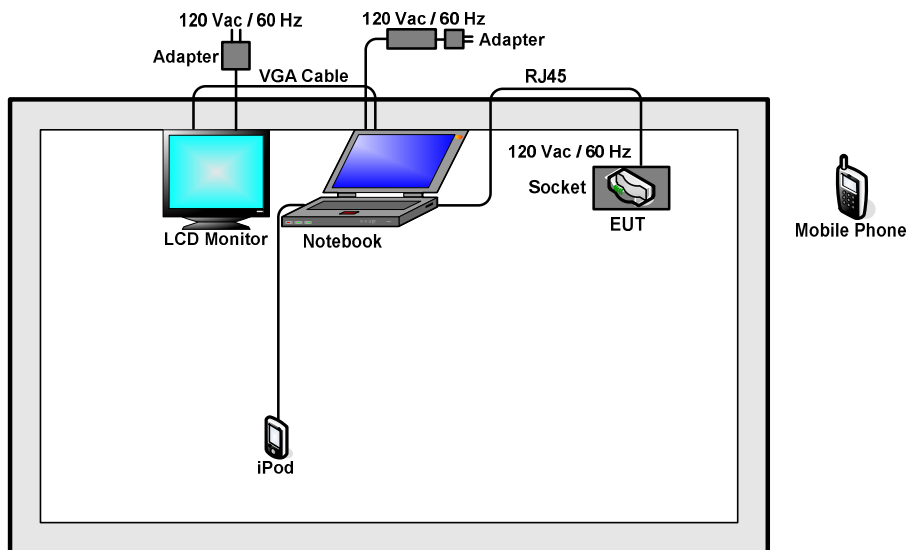 120 Vac / 60 Hz
120 Vac / 60 Hz
Adapter
Adapter
VGA Cable
RJ45
120 Vac / 60 Hz
Socket
EUT
LCD Monitor
Notebook
Mobile Phone
iPod